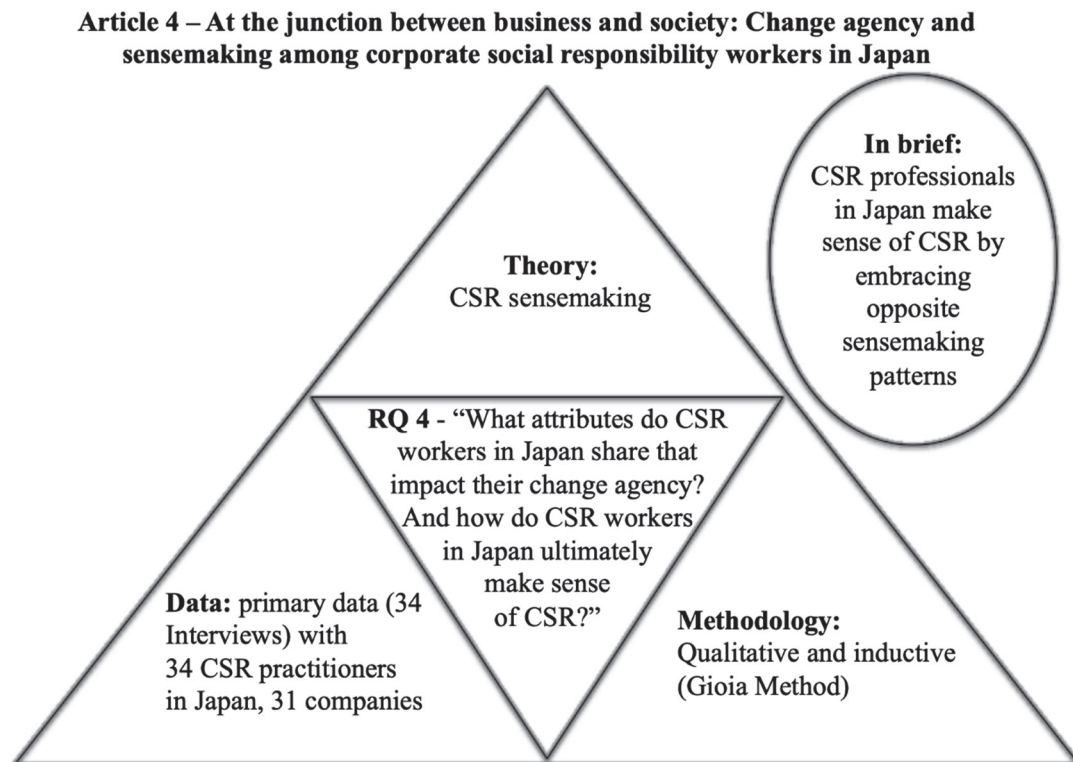 Article 4 – At the junction between business and society: Change agency and
sensemaking among corporate social responsibility workers in Japan
In brief:
CSR professionals
in Japan make
sense of CSR by
embracing
opposite
sensemaking
patterns
Theory:
CSR sensemaking
RQ 4 - “What attributes do CSR
workers in Japan share that
impact their change agency?
And how do CSR workers
in Japan ultimately
make sense
of CSR?”
Data: primary data (34
Interviews) with
34 CSR practitioners
in Japan, 31 companies
Methodology:
Qualitative and inductive
(Gioia Method)